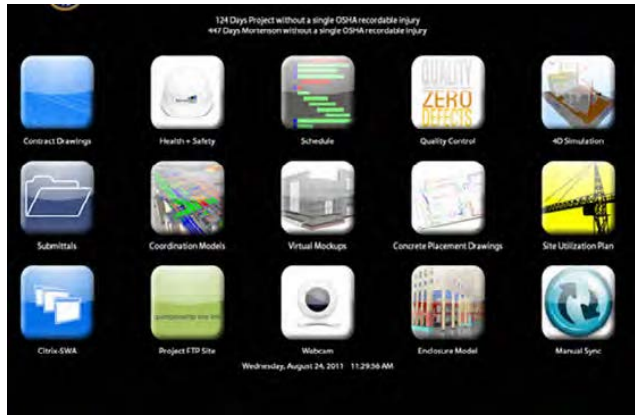 124 Days Project without a single OSHA recordable injury
447 Days Mortenson without a single OSHA recordable injury
QUALITY
ZERO
DEFECTS
Contract Drawings
Health + Safety
Schedule
Quality Control
4D Simulation
Submittals
Coordination Models
Virtual Mockups
Concrete Placement Drawings
Site Utilization Plan
Citrix-SWA
Project FTP Site
Webcam
Enclosure Model
Manual Sync
Wednesday, August 24, 2011 11:29:56 AM